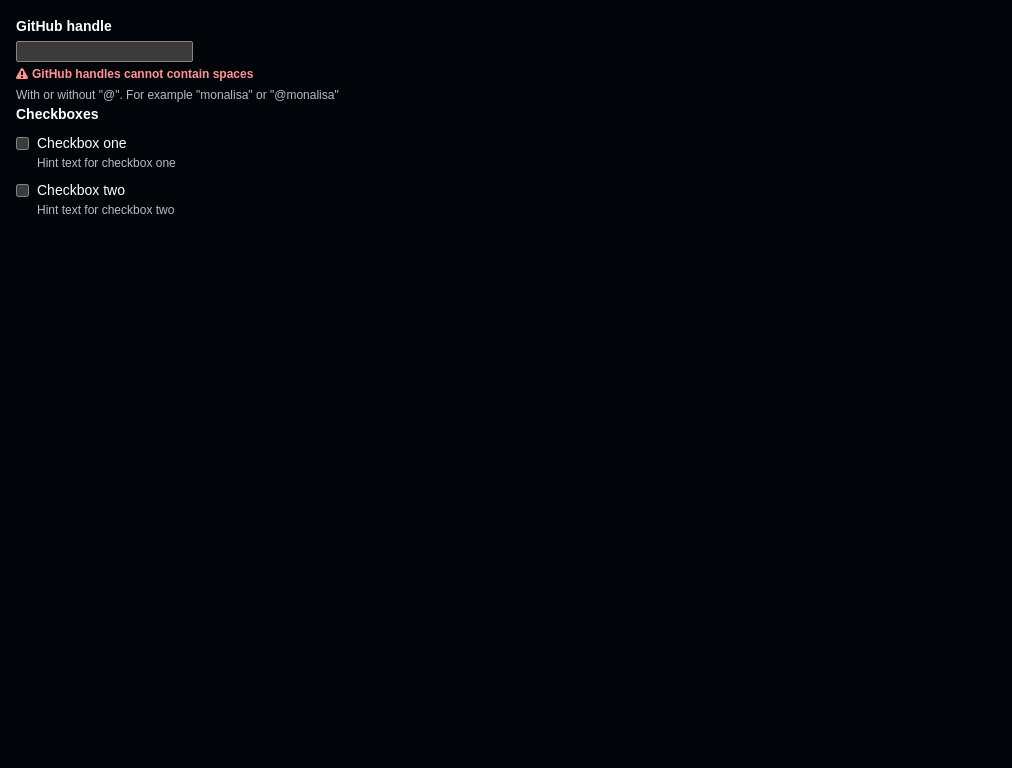 GitHub handle
GitHub handles cannot contain spaces
With or without "@". For example "monalisa" or "@monalisa"
Checkboxes
Checkbox one
Hint text for checkbox one
Checkbox two
Hint text for checkbox two